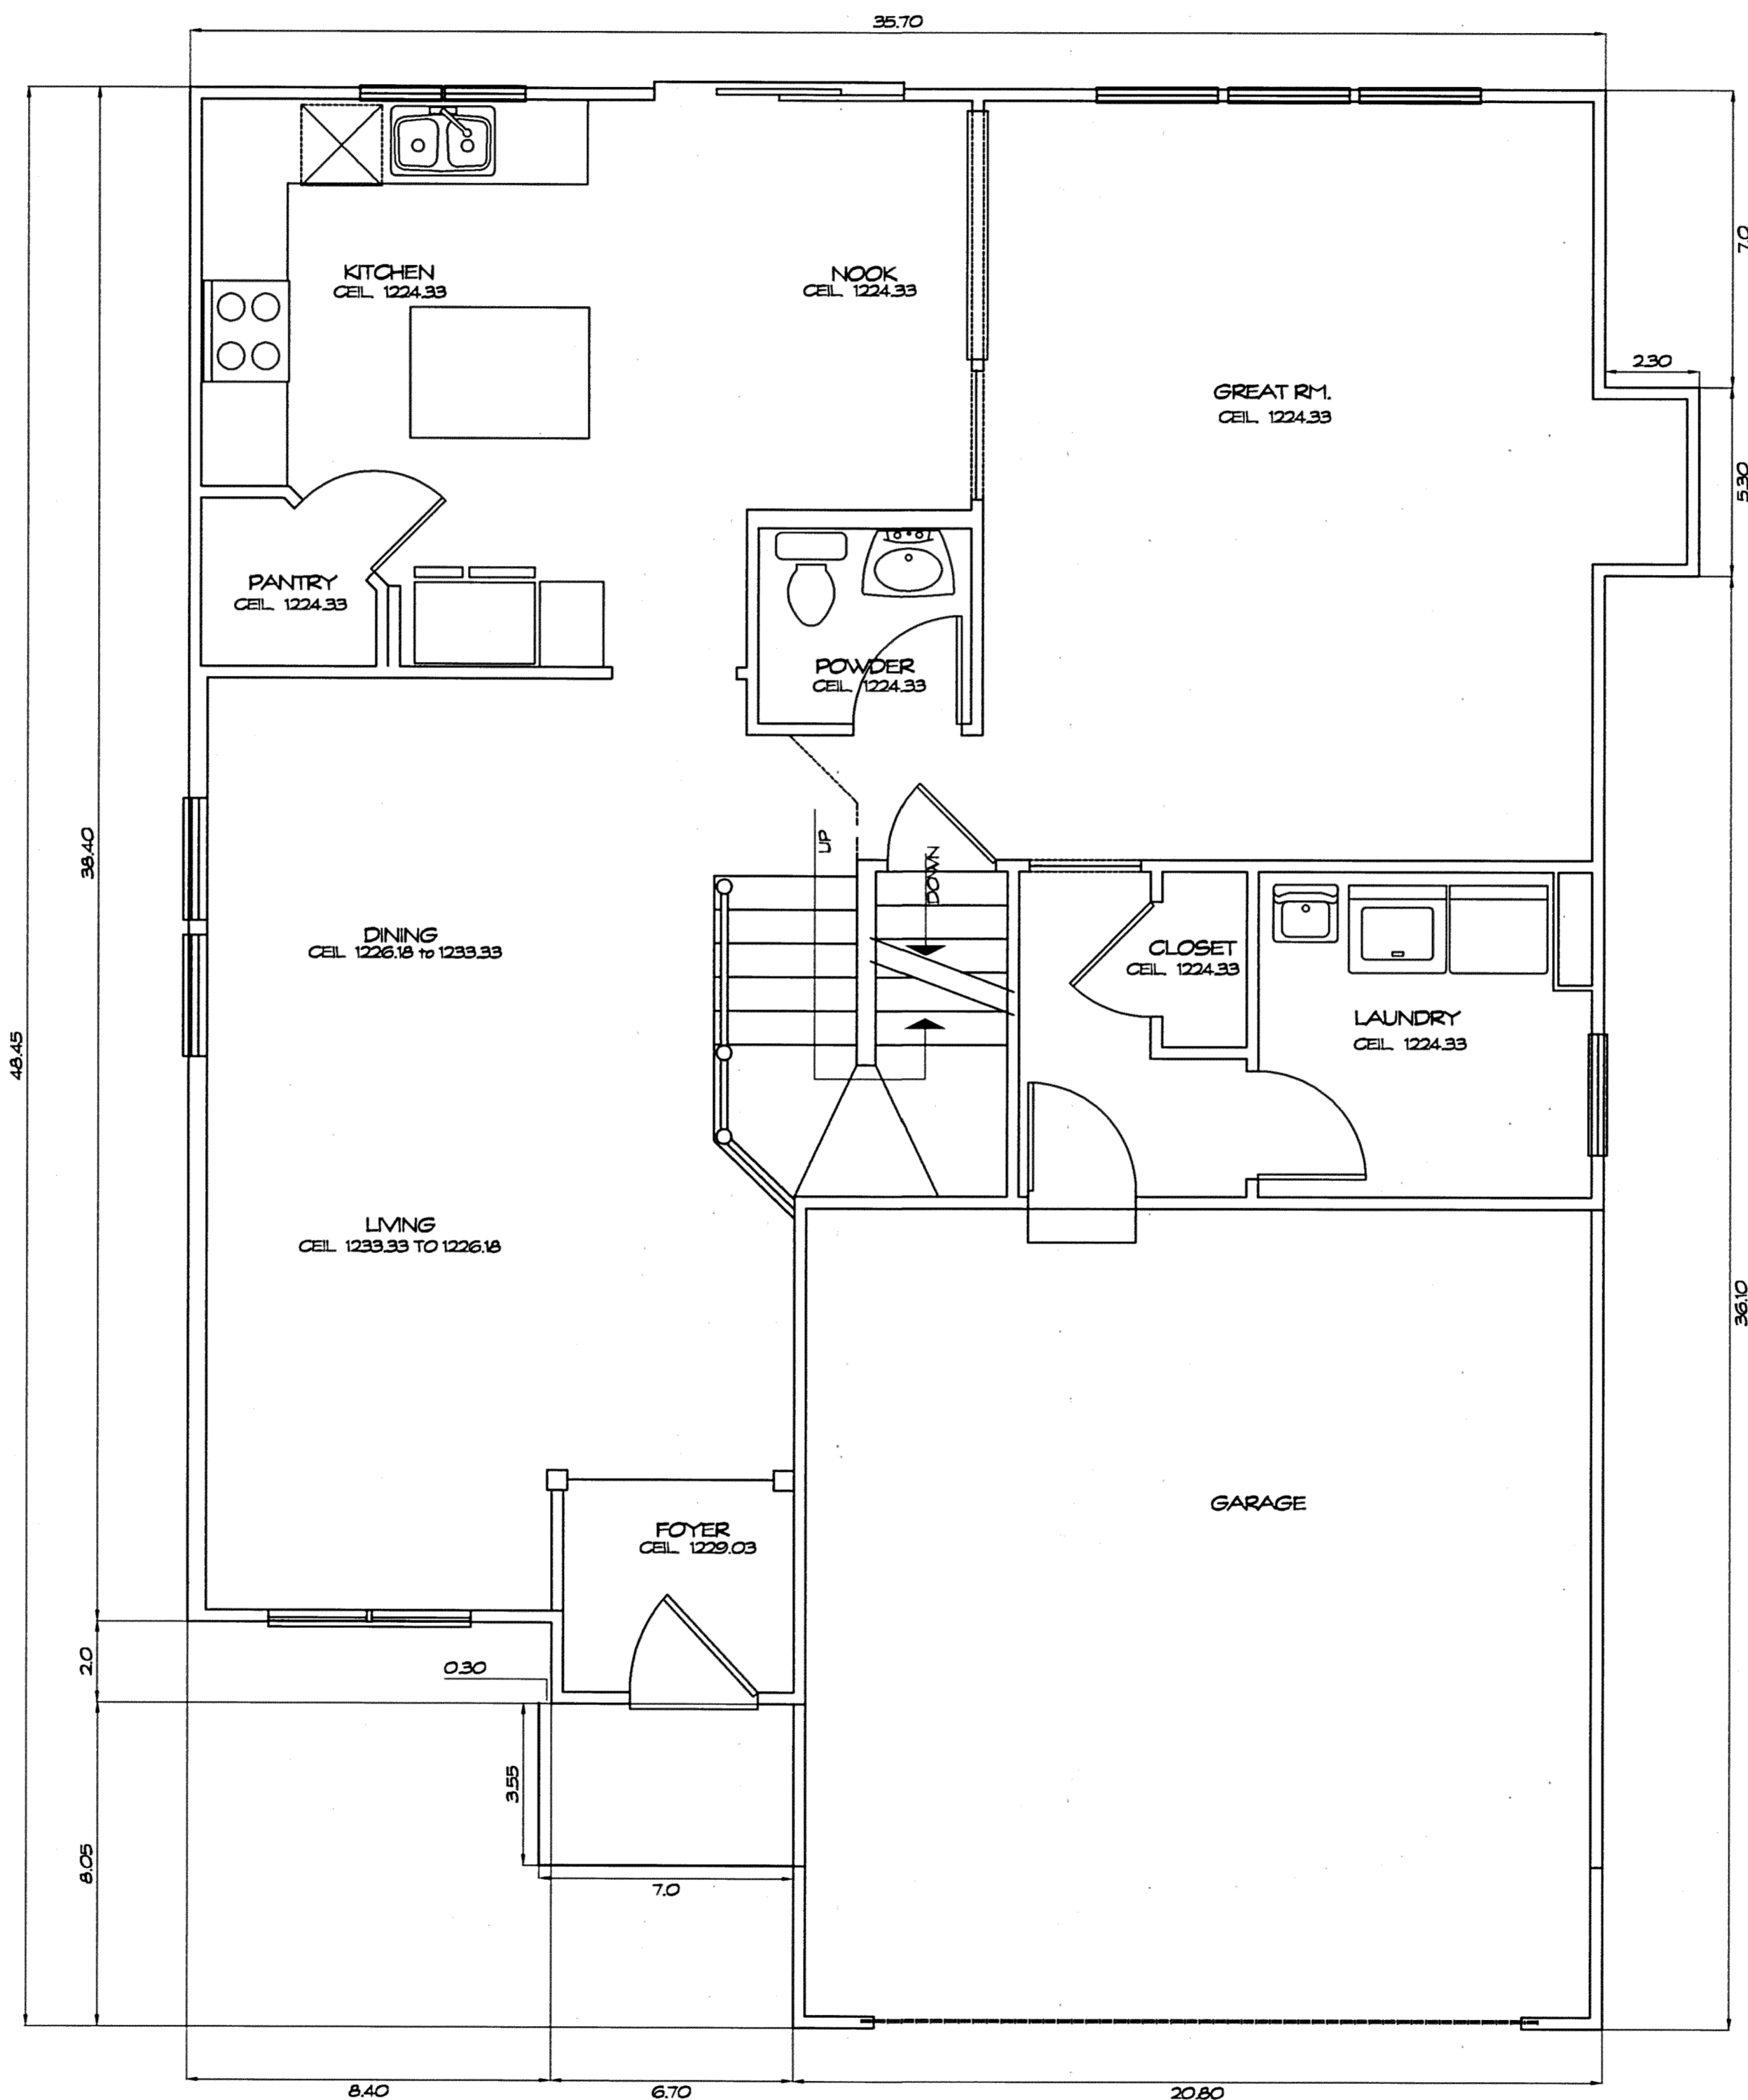 35.70
KITCHEN
CEIL 1224.33
NOOK
CEIL 1224.33
7.0
2.30
GREAT RM.
CEIL 1224.33
5.30
PANTRY
CEIL 1224.33
POWDER
CEIL 1224.33
38.40
UP
DOWN
DINING
CEIL 1226.18 to 1233.33
CLOSET
CEIL 1224.33
LAUNDRY
CEIL 1224.33
48.45
LIVING
CEIL 1233.33 TO 1226.18
36.10
GARAGE
FOYER
CEIL 1229.03
2.0
0.30
3.55
8.05
7.0
8.40
6.70
20.80